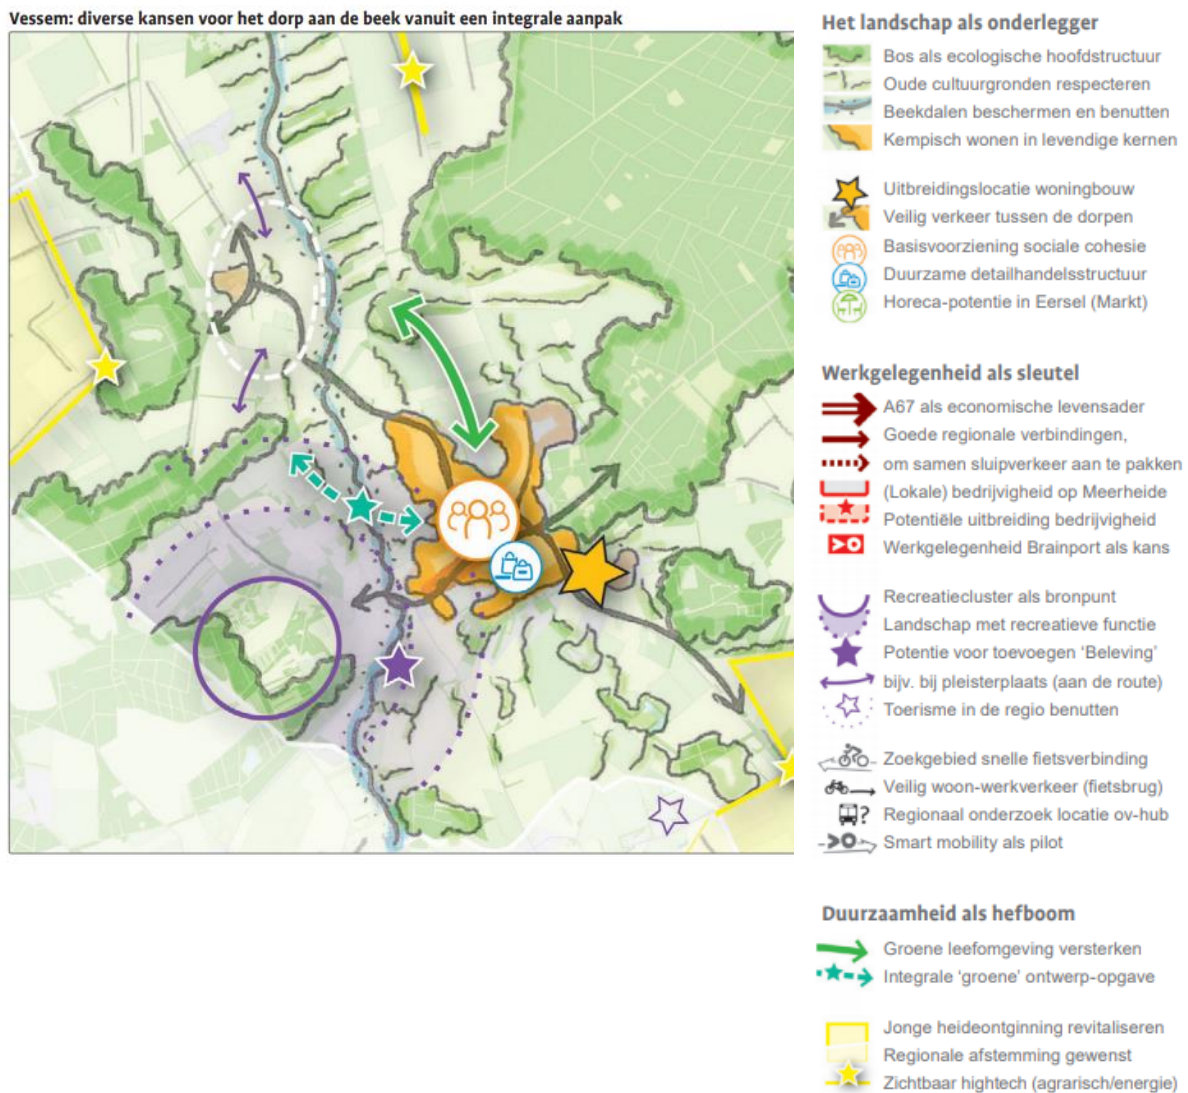 Vessem: diverse kansen voor het dorp aan de beek vanuit een integrale aanpak
Het landschap als onderlegger
Bos als ecologische hoofdstructuur
Oude cultuurgronden respecteren
Beekdalen beschermen en benutten
Kempisch wonen in levendige kernen
Uitbreidingslocatie woningbouw
Veilig verkeer tussen de dorpen
Basisvoorziening sociale cohesie
Duurzame detailhandelsstructuur
Horeca-potentie in Eersel (Markt)
Werkgelegenheid als sleutel
A67 als economische levensader
Goede regionale verbindingen,
om samen sluipverkeer aan te pakken
(Lokale) bedrijvigheid op Meerheide
Potentiële uitbreiding bedrijvigheid
Werkgelegenheid Brainport als kans
Recreatiecluster als bronpunt
Landschap met recreatieve functie
Potentie voor toevoegen ‘Beleving’
bijv. bij pleisterplaats (aan de route)
Toerisme in de regio benutten
Zoekgebied snelle fietsverbinding
Veilig woon-werkverkeer (fietsbrug)
?
Regionaal onderzoek locatie ov-hub
Smart mobility als pilot
Duurzaamheid als hefboom
Groene leefomgeving versterken
Integrale ‘groene’ ontwerp-opgave
Jonge heideontginning revitaliseren
Regionale afstemming gewenst
Zichtbaar hightech (agrarisch/energie)